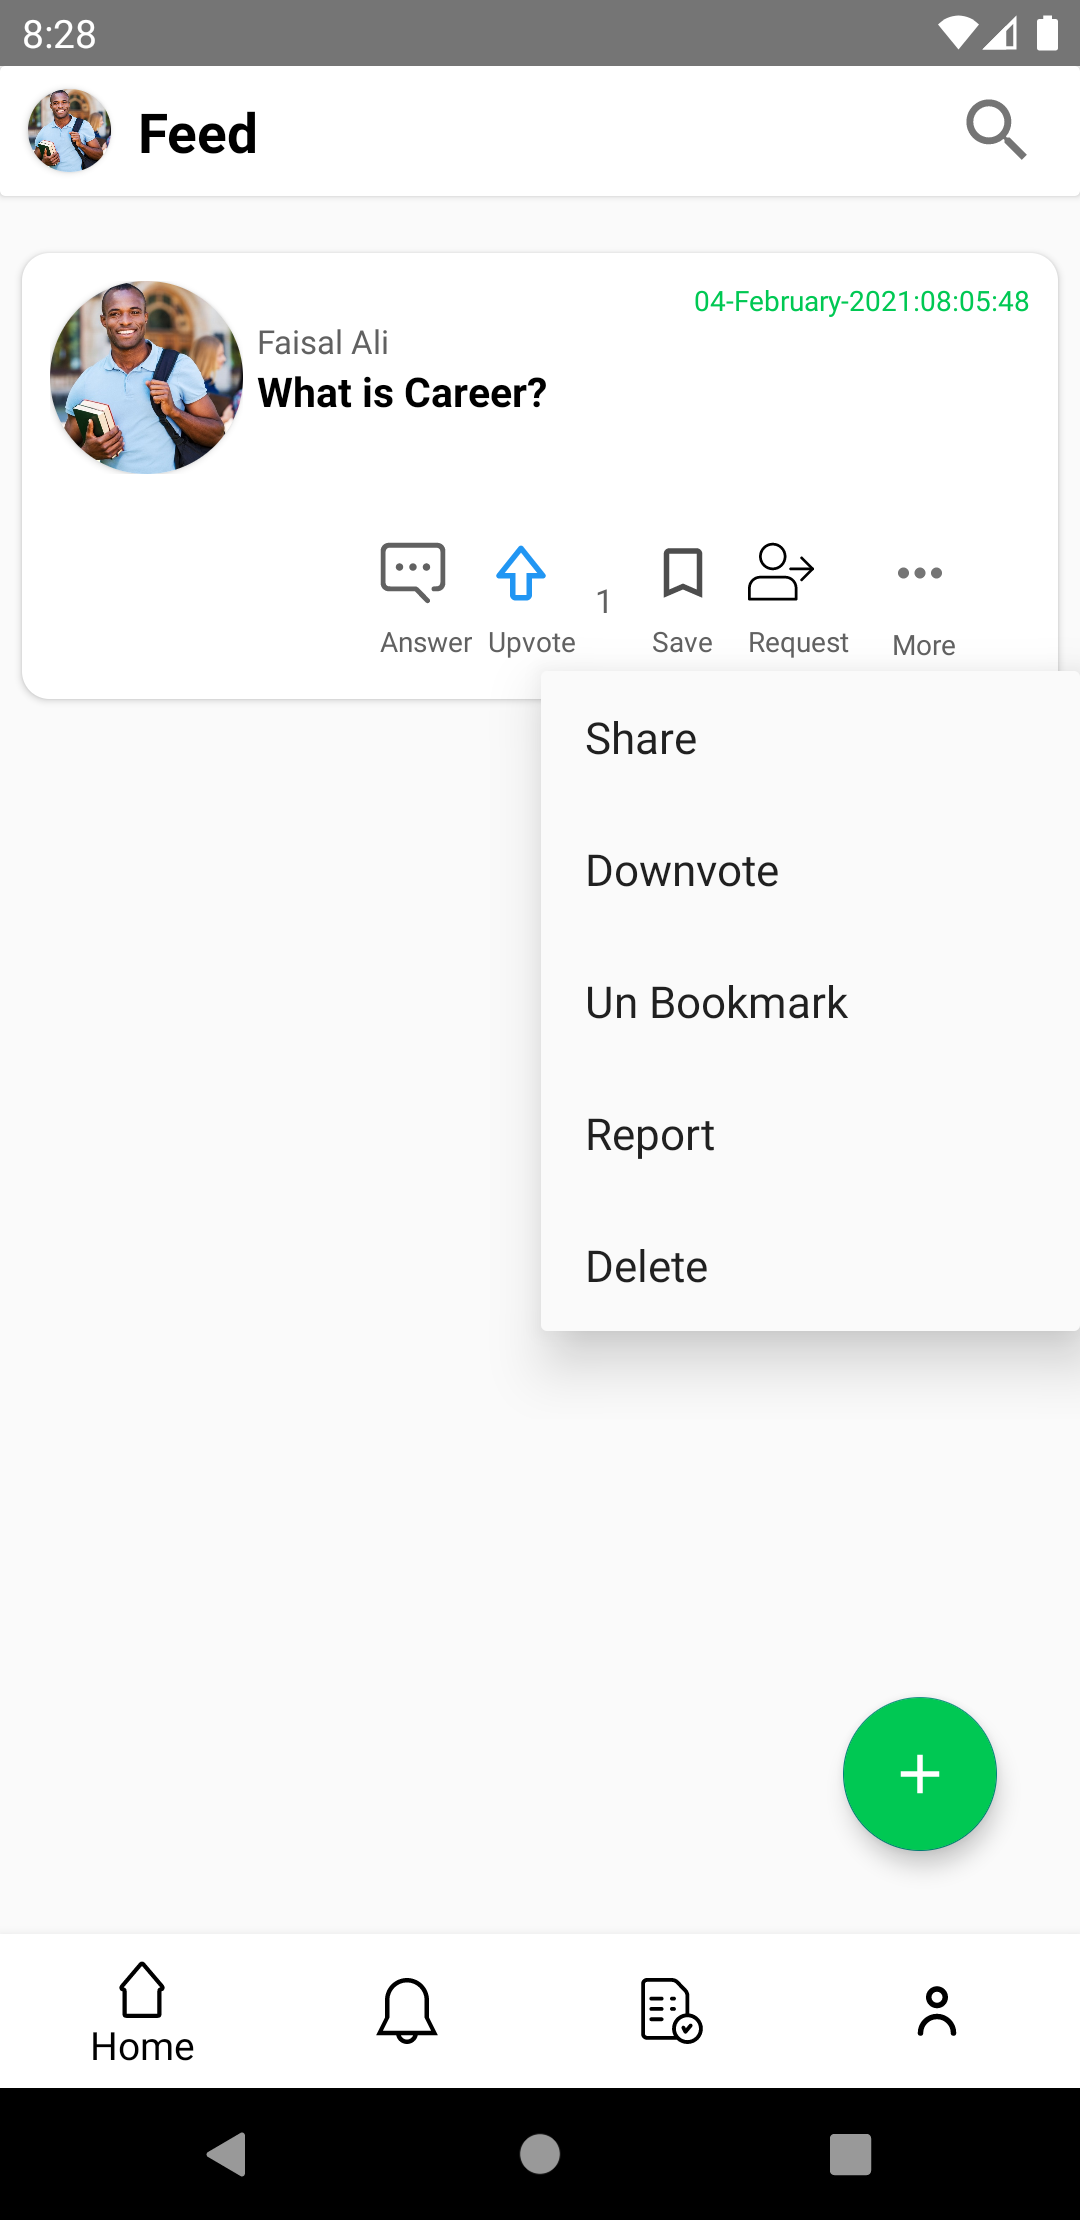 8:28
Feed
04-February-2021:08:05:48
Faisal Ali
What is Career?
1
Answer Upvote Save Request More
Share
Downvote
Un Bookmark
Report
Delete
Home